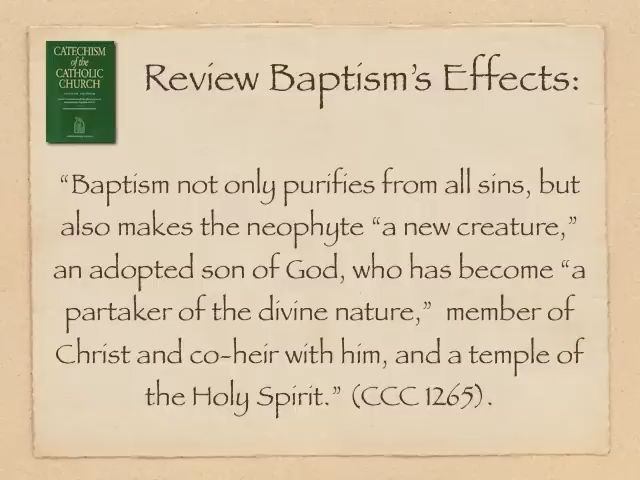 CATECHISM
of the
CATHOLIC
CHURCH
Review Baptism's Effects:
“Baptism not only purifies from all sins, but
also makes the neophyte “a new creature,”
an adopted son of God, who has become “a
partaker of the divine nature,” member of
Christ and co-heir with him, and a temple of
the Holy Spirit.” (CCC 1265).